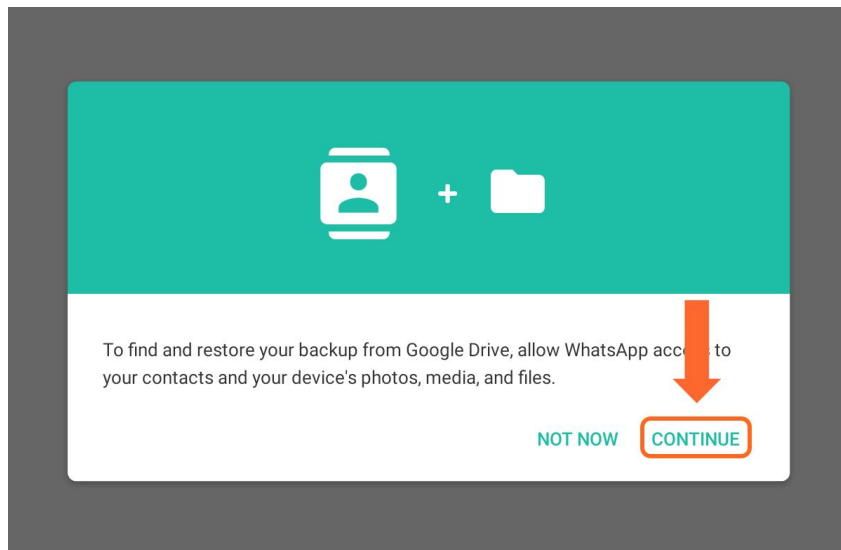 To find and restore your backup from Google Drive, allow WhatsApp access to
your contacts and your device's photos, media, and files.
NOT NOW CONTINUE